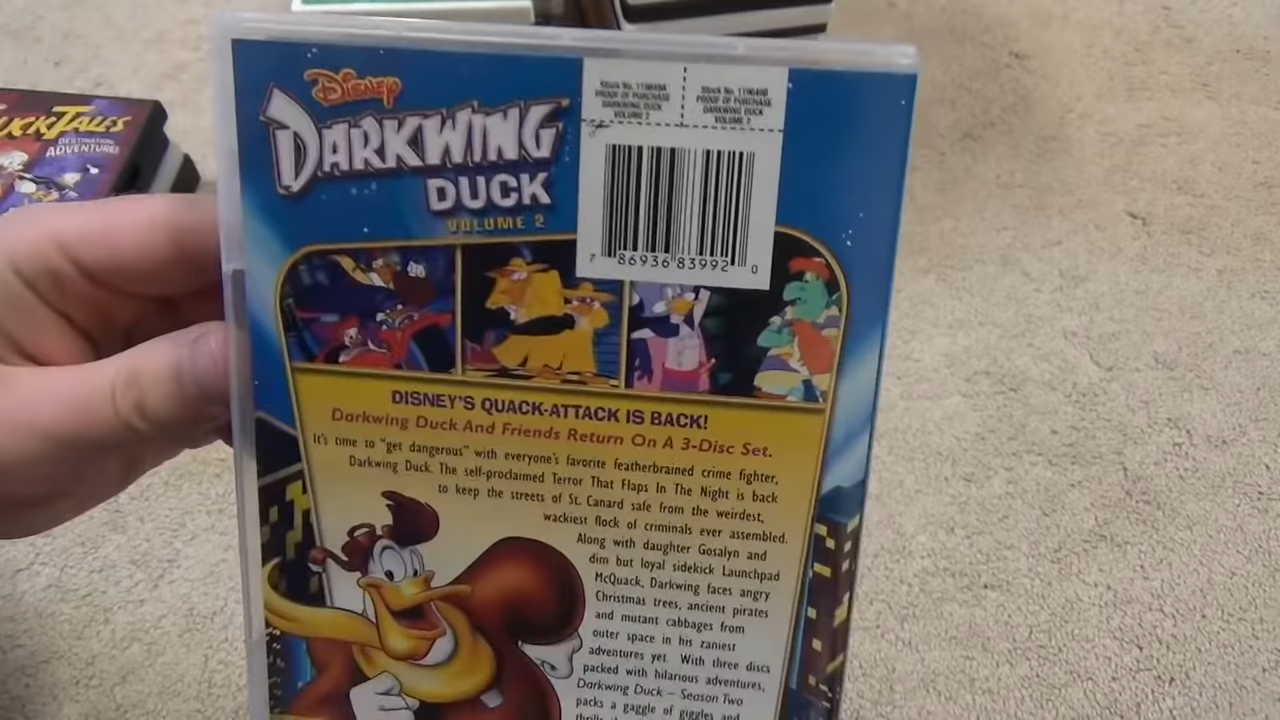 DUCKTALES
DESTINATION:
ADVENTURE!
Disney
DARKWING
DUCK
VOLUME 2
PROOF OF PURCHASE
DARKWING DUCK
VOLUME 2
PROOF OF PURCHASE
DARKWING DUCK
VOLUME 2
7 86936 83992 0
DISNEY'S QUACK-ATTACK IS BACK!
Darkwing Duck And Friends Return On A 3-Disc Set.
It's time to "get dangerous" with everyone's favorite featherbrained crime fighter,
Darkwing Duck. The self-proclaimed Terror That Flaps In The Night is back
to keep the streets of St. Canard safe from the weirdest,
wackiest flock of criminals ever assembled.
Along with daughter Gosalyn and
dim but loyal sidekick Launchpad
McQuack, Darkwing faces angry
Christmas trees, ancient pirates
and mutant cabbages from
outer space in his zaniest
adventures yet. With three discs
packed with hilarious adventures,
Darkwing Duck – Season Two
packs a gaggle of giggles and